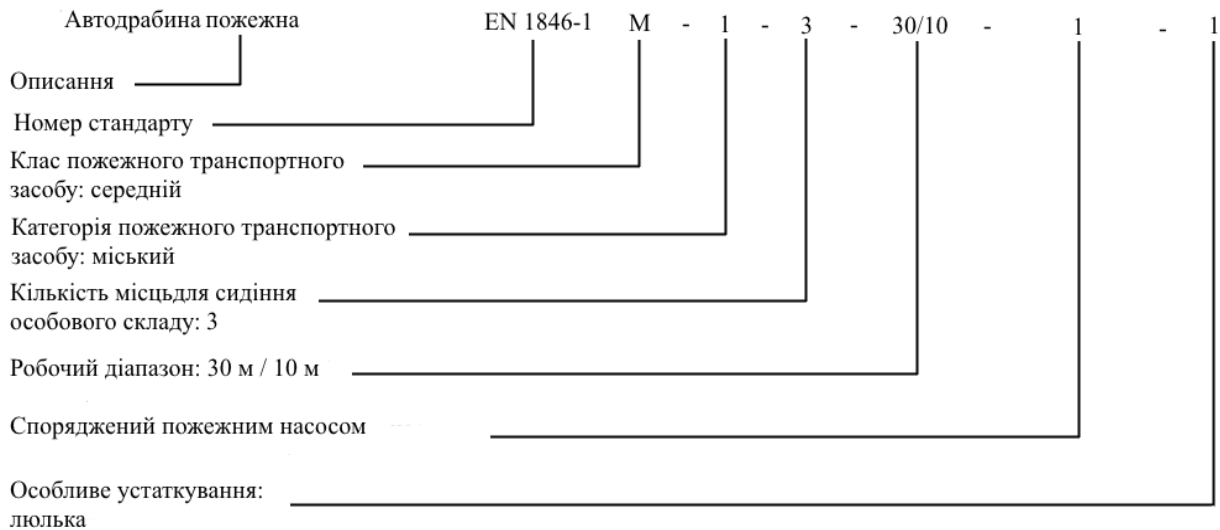 Автодрабина пожежна EN 1846-1 М - 1 - 3 - 30/10 - 1 - 1
Описання
Номер стандарту
Клас пожежного транспортного
засобу: середній
Категорія пожежного транспортного
засобу: міський
Кількість місцьдля сидіння
особового складу: 3
Робочий діапазон: 30 м / 10 м
Споряджений пожежним насосом
Особливе устаткування:
люлька